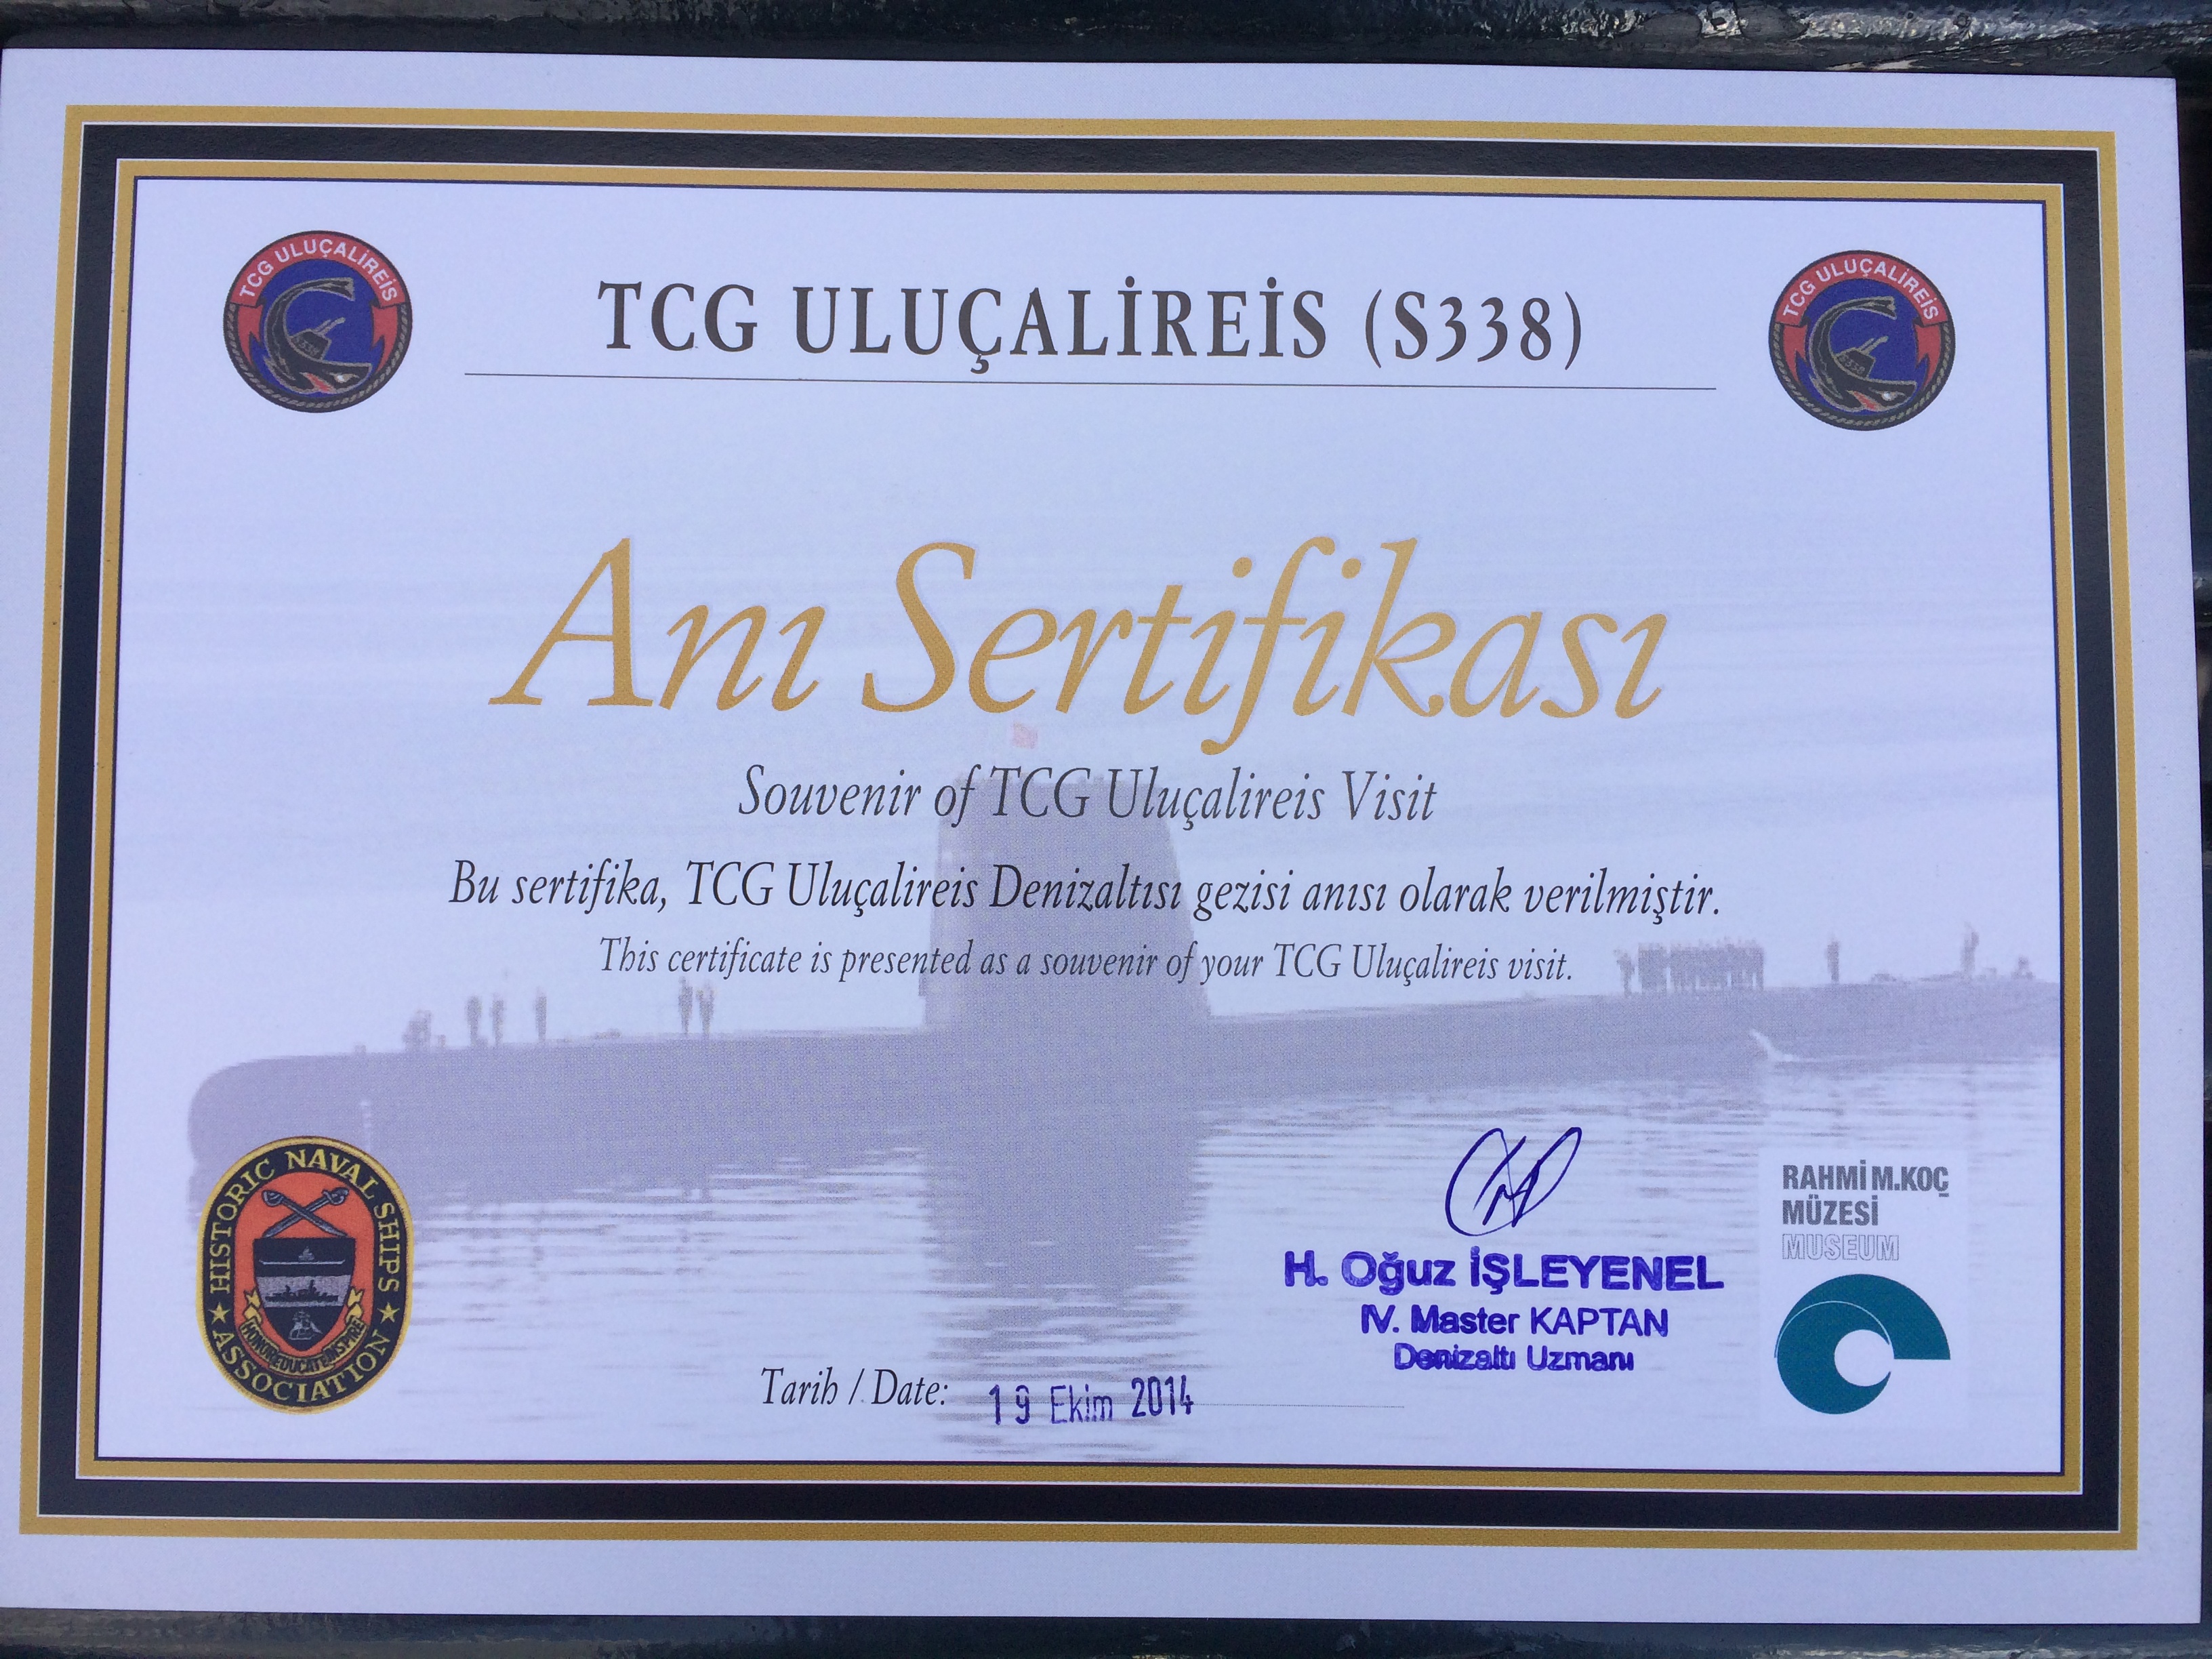 TCG ULUÇALİREİS
TCG ULUÇALİREİS (S338)
TCG ULUÇALİREİS
S338
S338
Anı Sertifikası
Souvenir of TCG Uluçalireis Visit
Bu sertifika, TCG Uluçalireis Denizaltısı gezisi anısı olarak verilmiştir.
This certificate is presented as a souvenir of your TCG Uluçalireis visit.
HISTORIC NAVAL SHIPS
ASSOCIATION
H. Oğuz İŞLEYENEL
IV. Master KAPTAN
Denizaltı Uzmanı
RAHMİ M.KOÇ
MÜZESİ
MUSEUM
Tarih / Date: 19 Ekim 2014